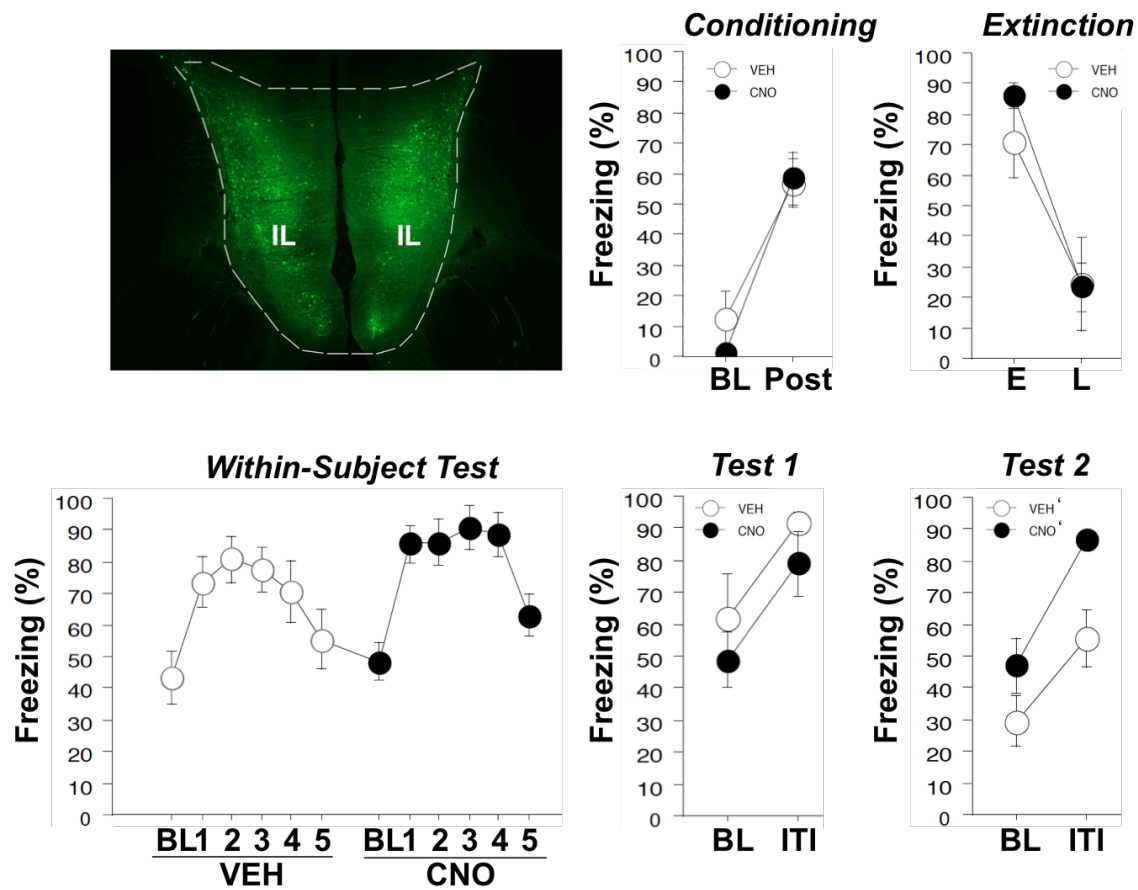 Conditioning
Extinction
IL IL
Freezing (%)
100
90
80
70
60
50
40
30
20
10
0
VEH
CNO
BL Post
Freezing (%)
100
90
80
70
60
50
40
30
20
10
0
VEH
CNO
E L
Within-Subject Test
Freezing (%)
100
90
80
70
60
50
40
30
20
10
0
BL 1 2 3 4 5 BL 1 2 3 4 5
VEH CNO
Test 1
Freezing (%)
100
90
80
70
60
50
40
30
20
10
0
VEH
CNO
BL ITI
Test 2
Freezing (%)
100
90
80
70
60
50
40
30
20
10
0
VEH ‘
CNO ‘
BL ITI